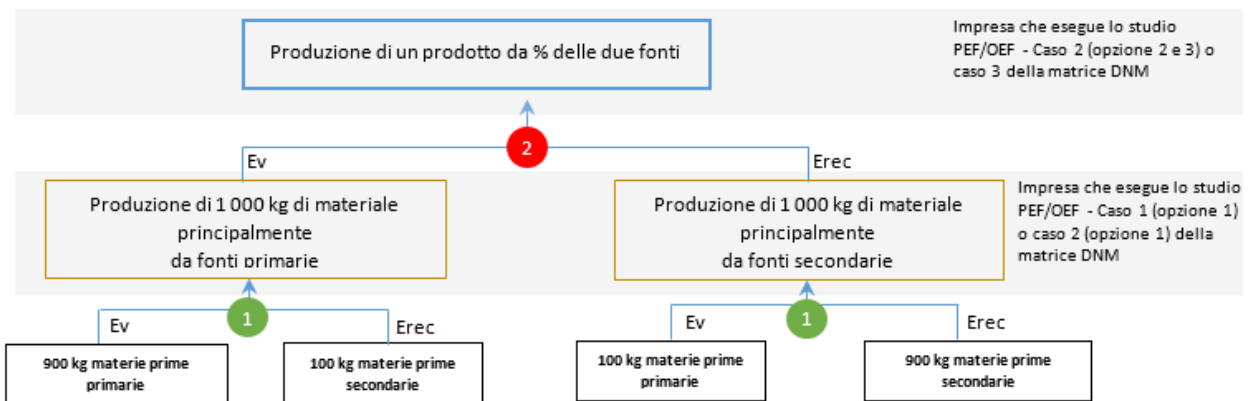 Produzione di un prodotto da % delle due fonti
Impresa che esegue lo studio
PEF/OEF - Caso 2 (opzione 2 e 3) o
caso 3 della matrice DNM
2
Ev
Erec
Produzione di 1 000 kg di materiale
principalmente
da fonti primarie
Produzione di 1 000 kg di materiale
principalmente
da fonti secondarie
Impresa che esegue lo studio
PEF/OEF - Caso 1 (opzione 1)
o caso 2 (opzione 1) della
matrice DNM
1
Ev
Erec
1
Ev
Erec
900 kg materie prime
primarie
100 kg materie prime
secondarie
100 kg materie prime
primarie
900 kg materie prime
secondarie